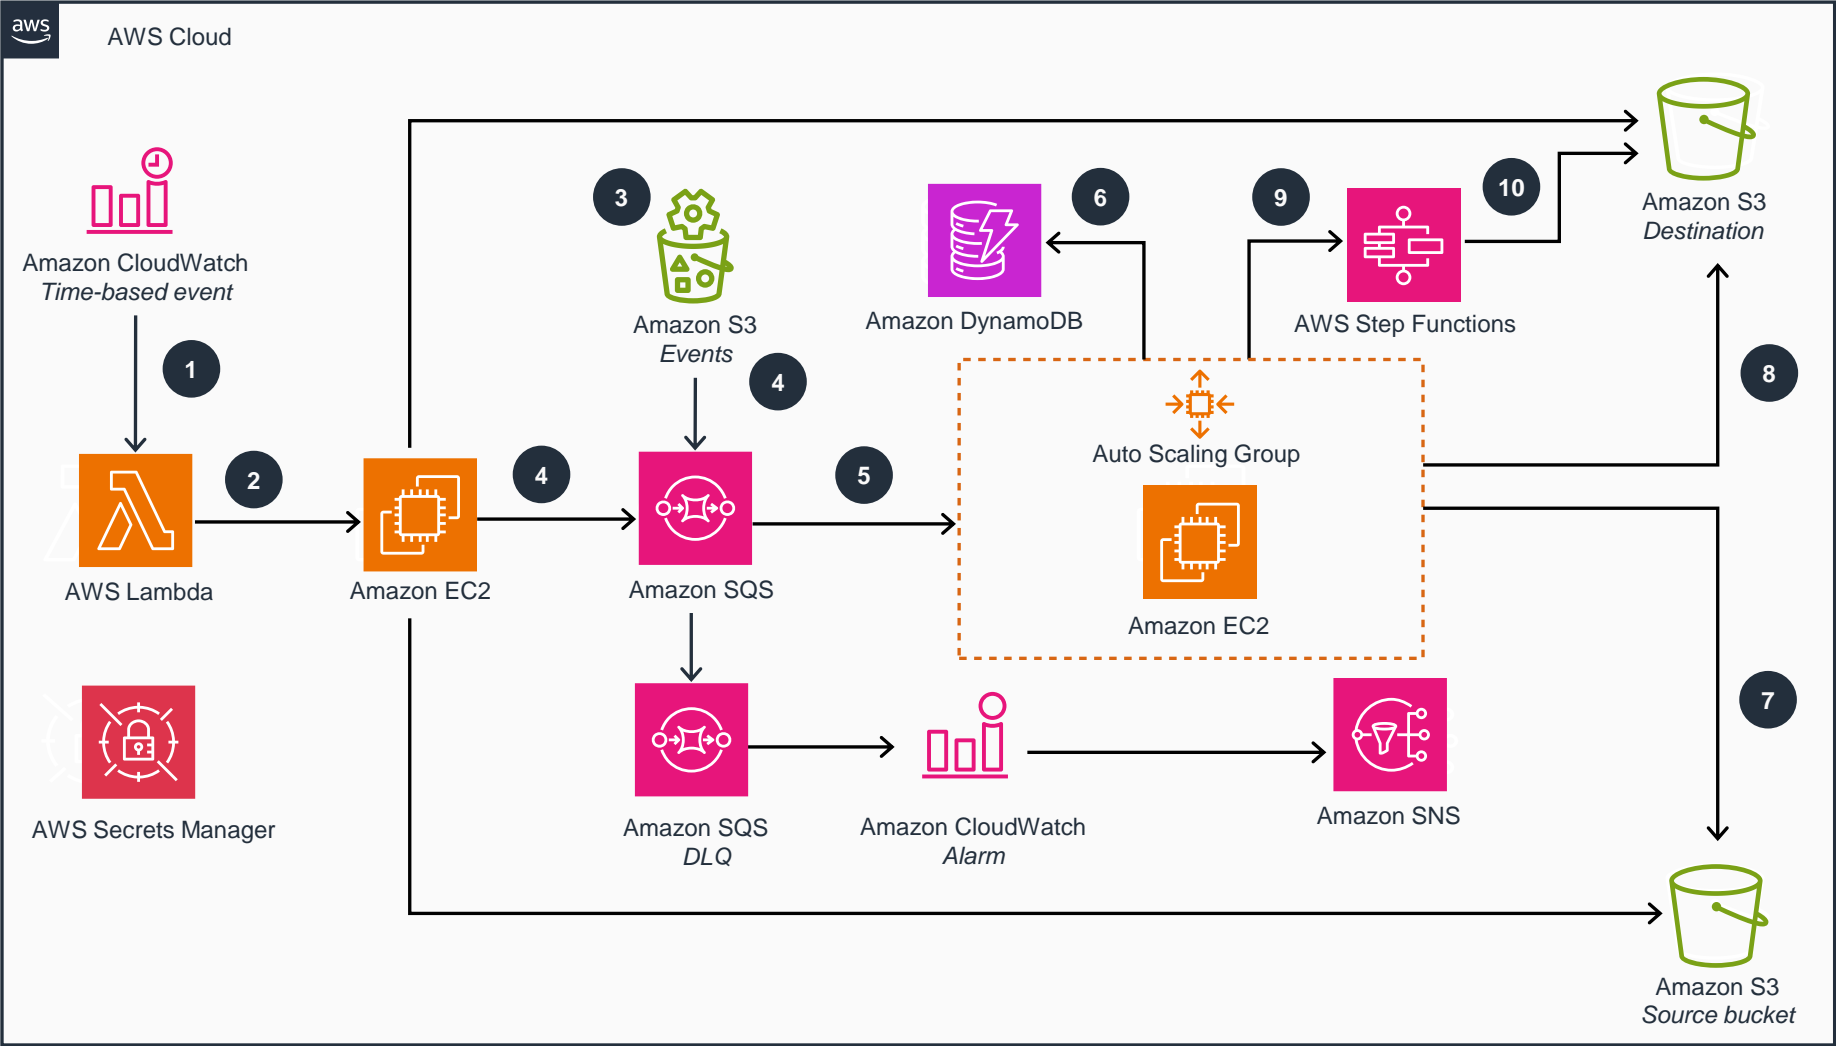 aws
AWS Cloud
Amazon CloudWatch
Time-based event
1
AWS Lambda
2
Amazon EC2
3
Amazon S3
Events
4
4
Amazon SQS
5
Amazon DynamoDB
6
Auto Scaling Group
Amazon EC2
9
AWS Step Functions
10
Amazon S3
Destination
8
7
AWS Secrets Manager
Amazon SQS
DLQ
Amazon CloudWatch
Alarm
Amazon SNS
Amazon S3
Source bucket